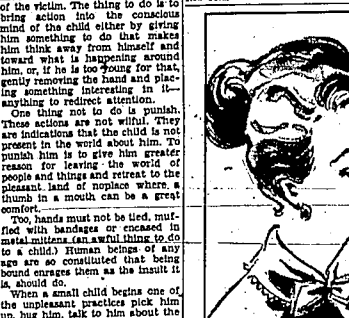 of the victim. The thing to do is to
bring action into the conscious
mind of the child either by giving
him something to do that makes
him think away from himself and
toward what is happening around
him, or, if he is too young for that,
gently removing the hand and plac-
ing something interesting in it—
anything to redirect attention.
One thing not to do is punish.
These actions are not willful. They
are indications that the child is not
present in the world about him. To
punish him is to give him greater
reason for leaving the world of
people and things and retreat to the
pleasant land of noplace where a
thumb in a mouth can be a great
comfort.
Too, hands must not be tied, muf-
fled with bandages or encased in
metal mittens (an awful thing to do
to a child.) Human beings of any
age are so constituted that being
bound enrages them as the insult it
is, should do.
When a small child begins one of
the unpleasant practices pick him
up, hug him, talk to him about the